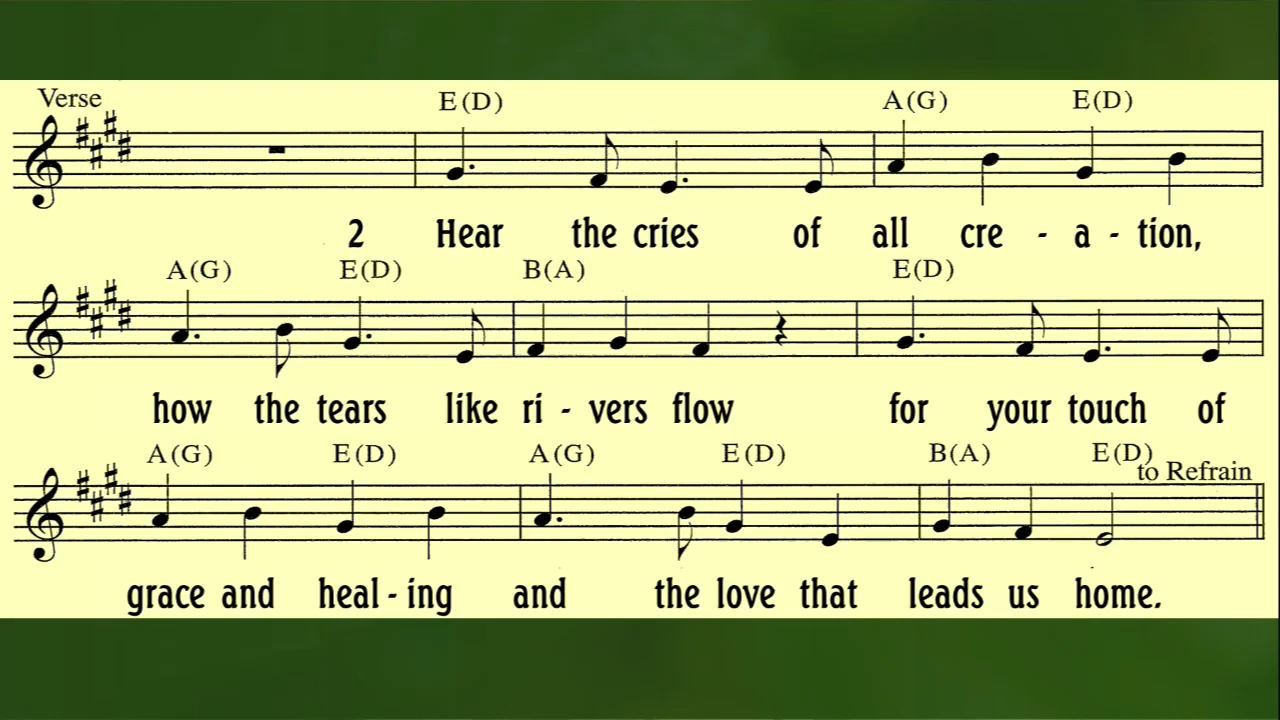 Verse
E(D) A(G) E(D)
2 Hear the cries of all cre - a - tion,
A(G) E(D) B(A) E(D)
how the tears like ri - vers flow for your touch of
A(G) E(D) A(G) E(D) B(A) E(D)
to Refrain
grace and heal - ing and the love that leads us home.